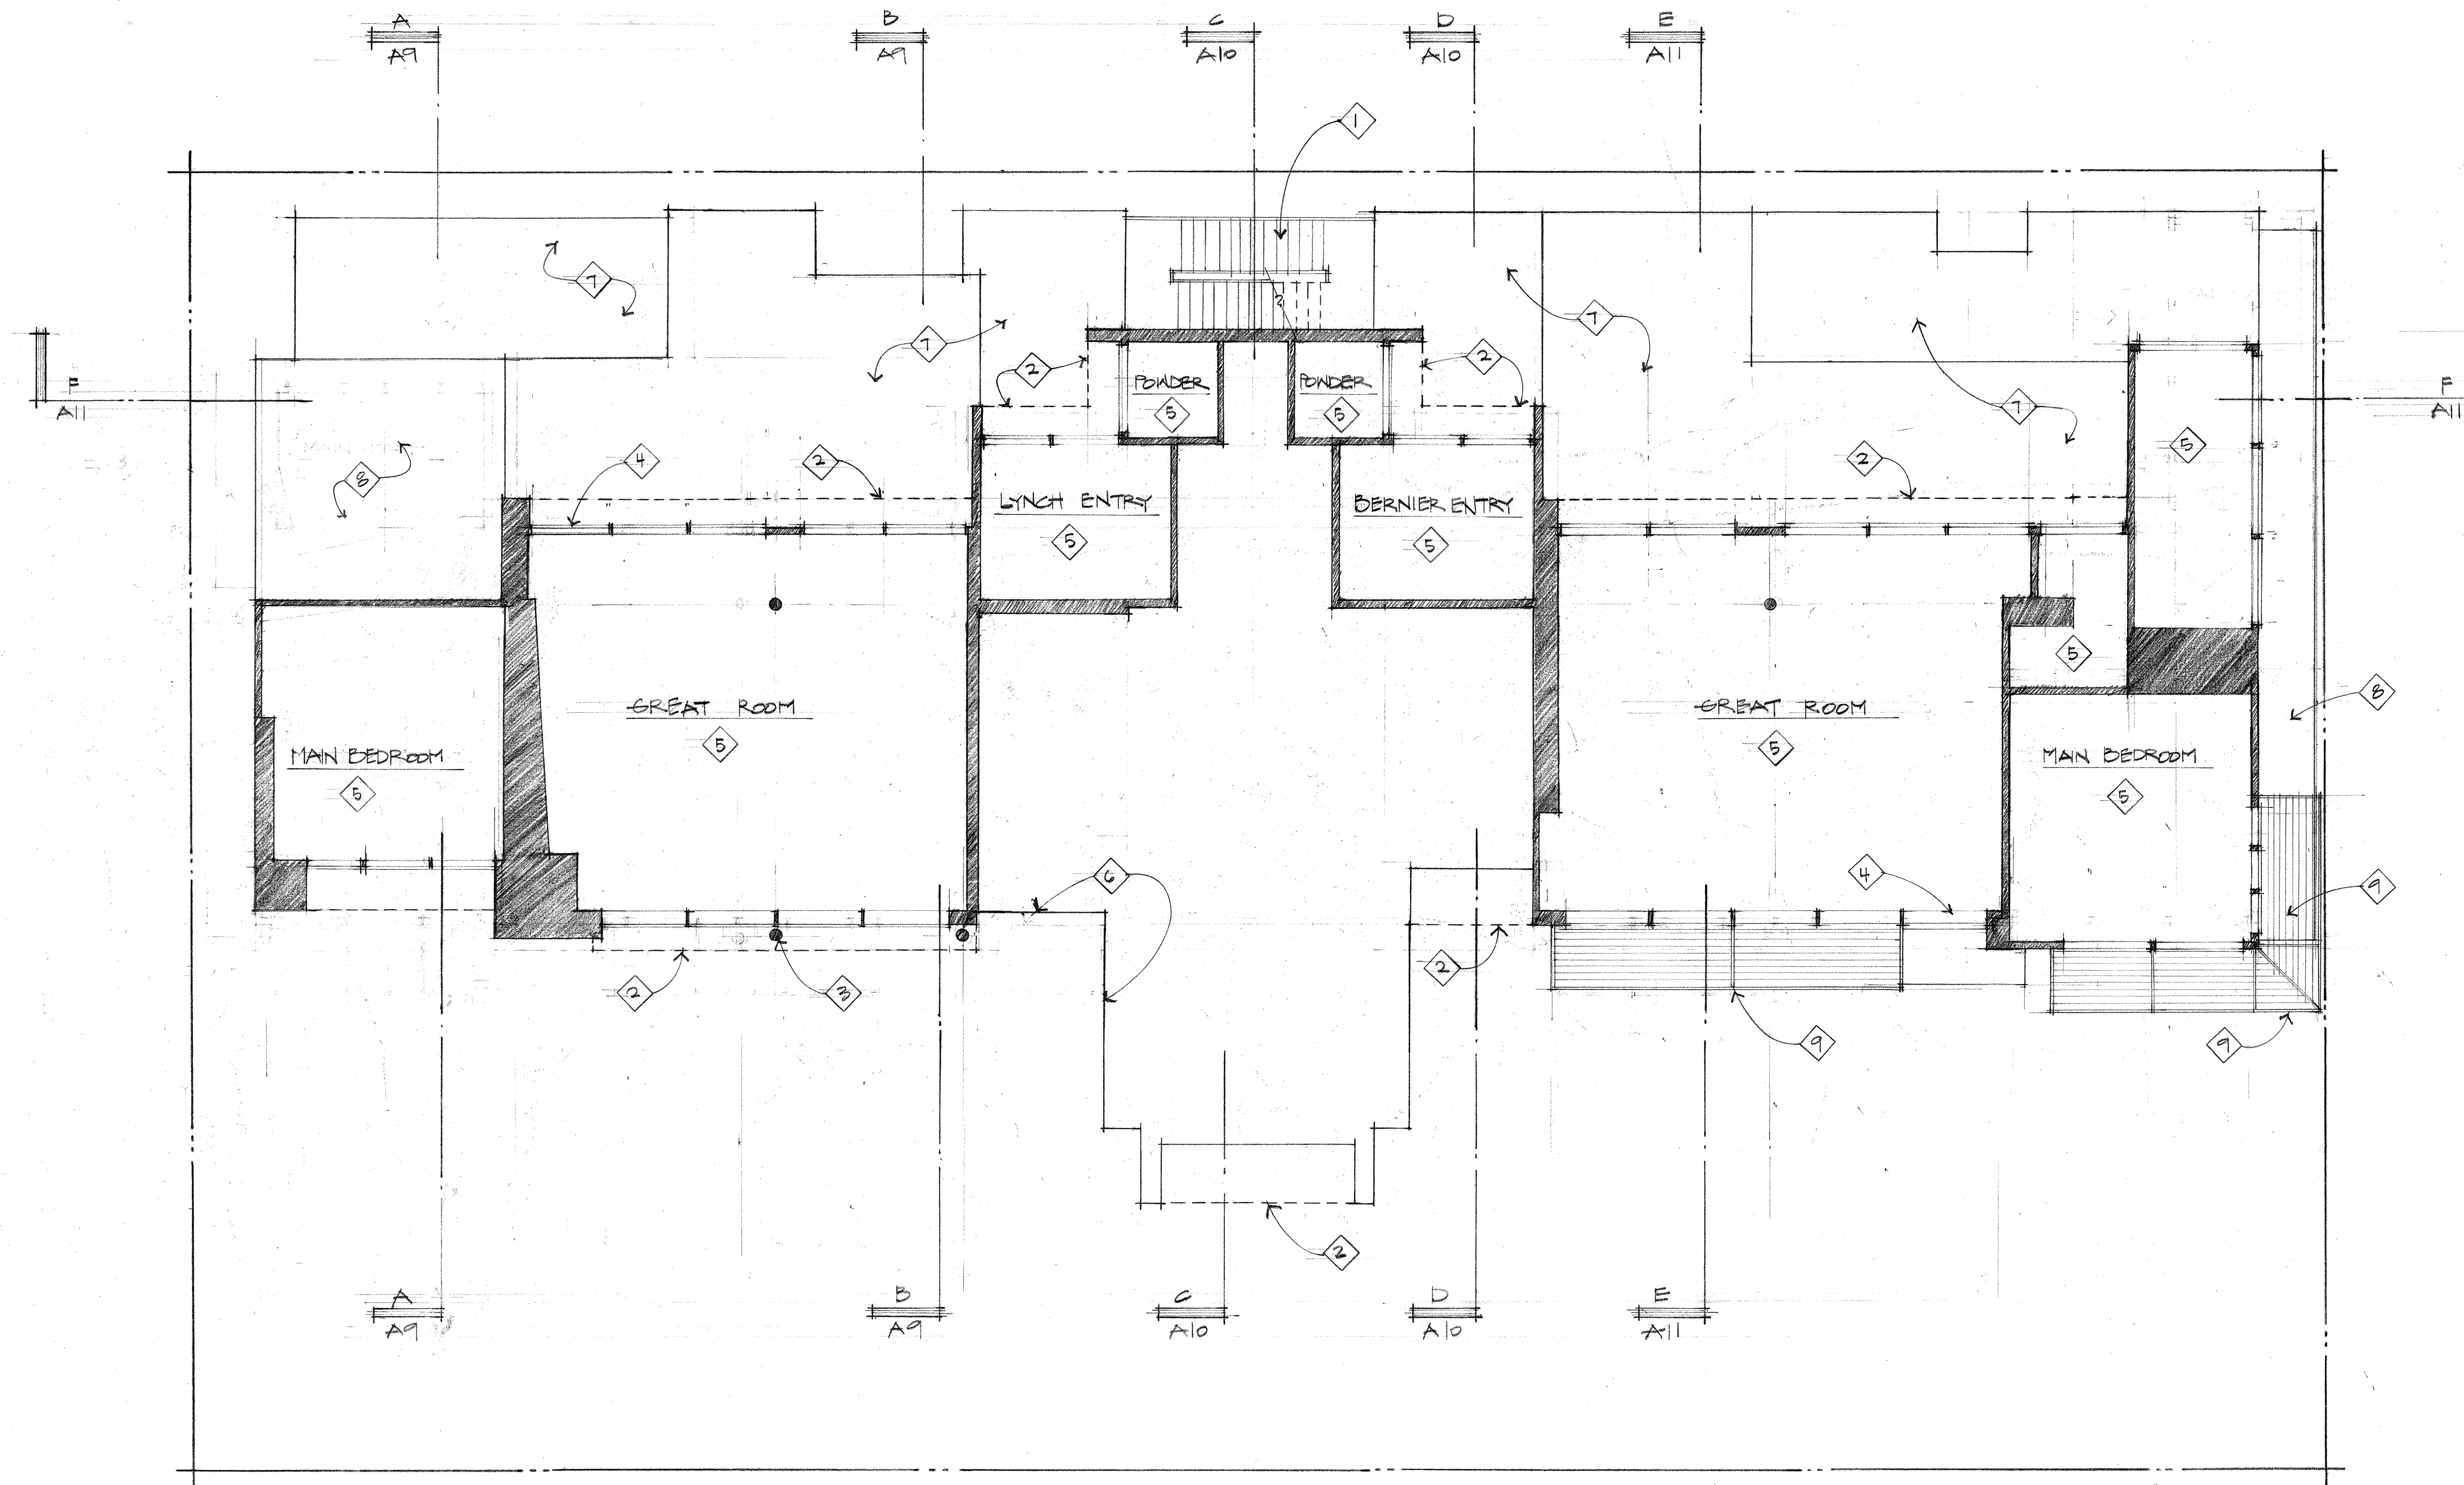 A
A9
B
A9
C
A10
D
A10
E
A11
1
7
7
7
2
2
F
A11
F
A11
POWDER
5
POWDER
5
7
5
8
4
2
2
LYNCH ENTRY
5
BERNIER ENTRY
5
5
8
GREAT ROOM
5
GREAT ROOM
5
MAIN BEDROOM
5
MAIN BEDROOM
5
6
4
9
2
3
2
9
9
2
A
A9
B
A9
C
A10
D
A10
E
A11